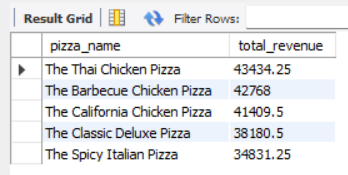 Result Grid Filter Rows:
pizza_name total_revenue
The Thai Chicken Pizza 43434.25
The Barbecue Chicken Pizza 42768
The California Chicken Pizza 41409.5
The Classic Deluxe Pizza 38180.5
The Spicy Italian Pizza 34831.25